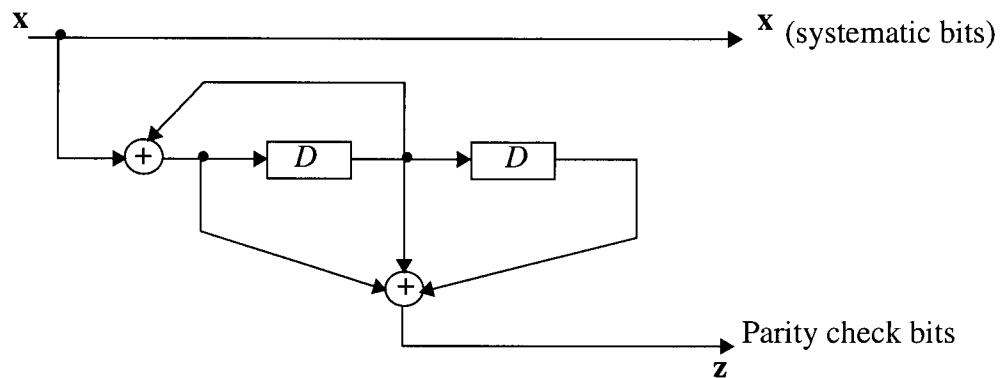 x
x (systematic bits)
+
D
D
+
Parity check bits
z